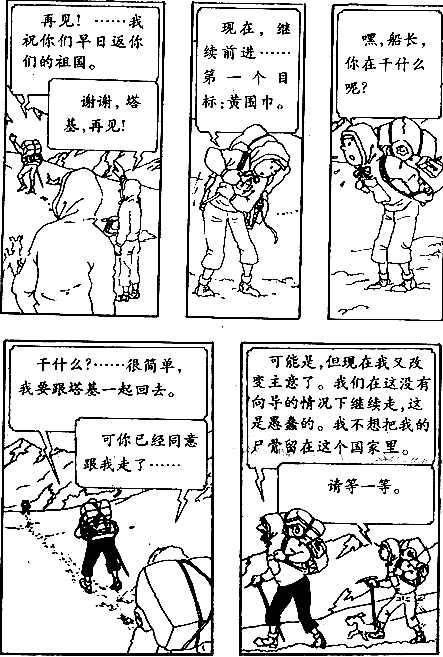 再见！……我
祝你们早日返你
们的祖国。
谢谢，塔
基，再见！
现在，继
续前进……
第一个目
标：黄围巾。
嘿，船长，
你在干什么
呢？
干什么？……很简单，
我要跟塔基一起回去。
可你已经同意
跟我走了……
可能是，但现在我又改
变主意了。我们在这没有
向导的情况下继续走，这
是愚蠢的。我不想把我的
尸骨留在这个国家里。
请等一等。